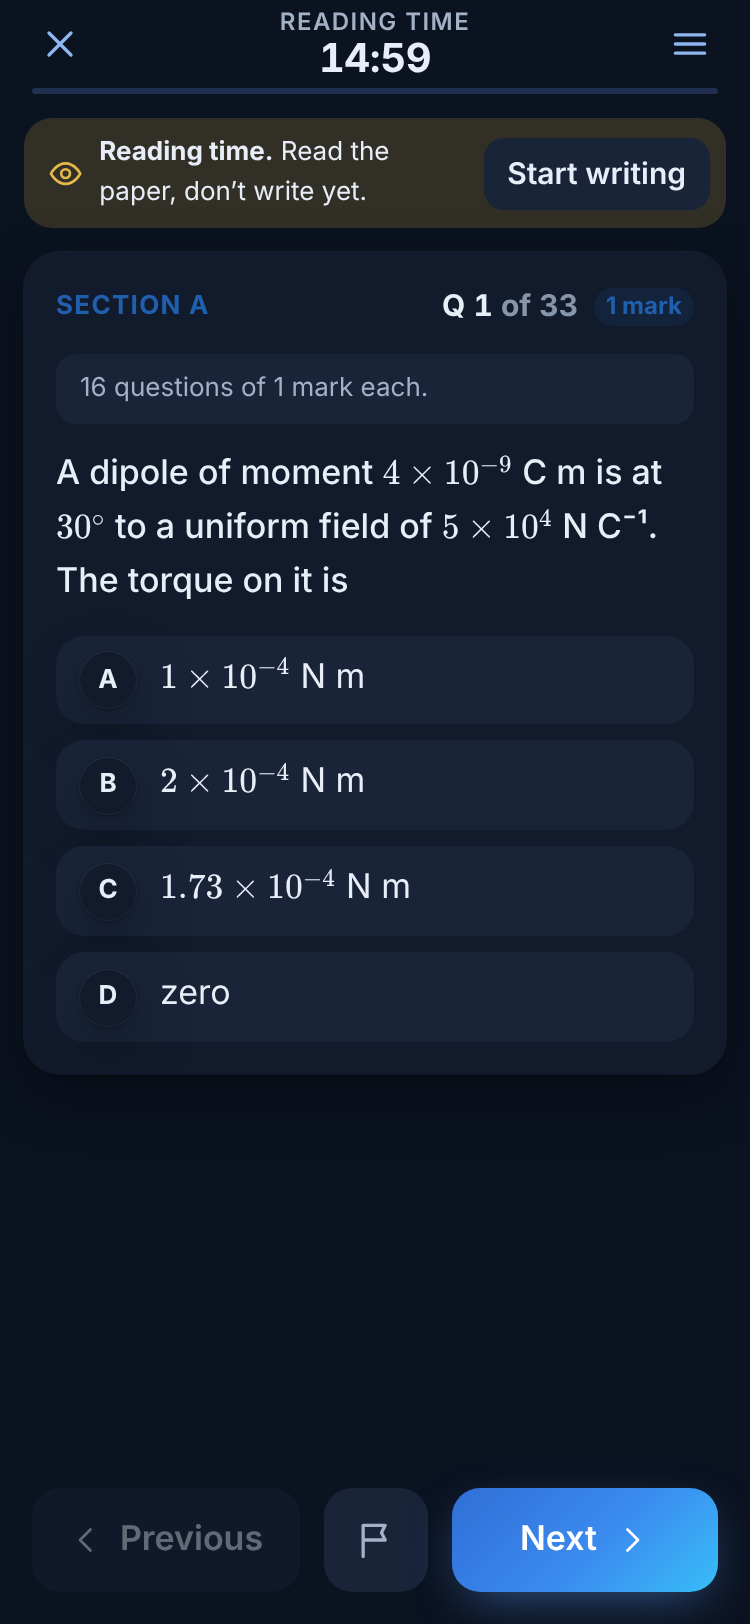 READING TIME
14:59
Reading time. Read the
paper, don’t write yet.
Start writing
SECTION A
Q 1 of 33
1 mark
16 questions of 1 mark each.
A dipole of moment 4 × 10⁻⁹ C m is at
30° to a uniform field of 5 × 10⁴ N C⁻¹.
The torque on it is
A 1 × 10⁻⁴ N m
B 2 × 10⁻⁴ N m
C 1.73 × 10⁻⁴ N m
D zero
Previous
Next